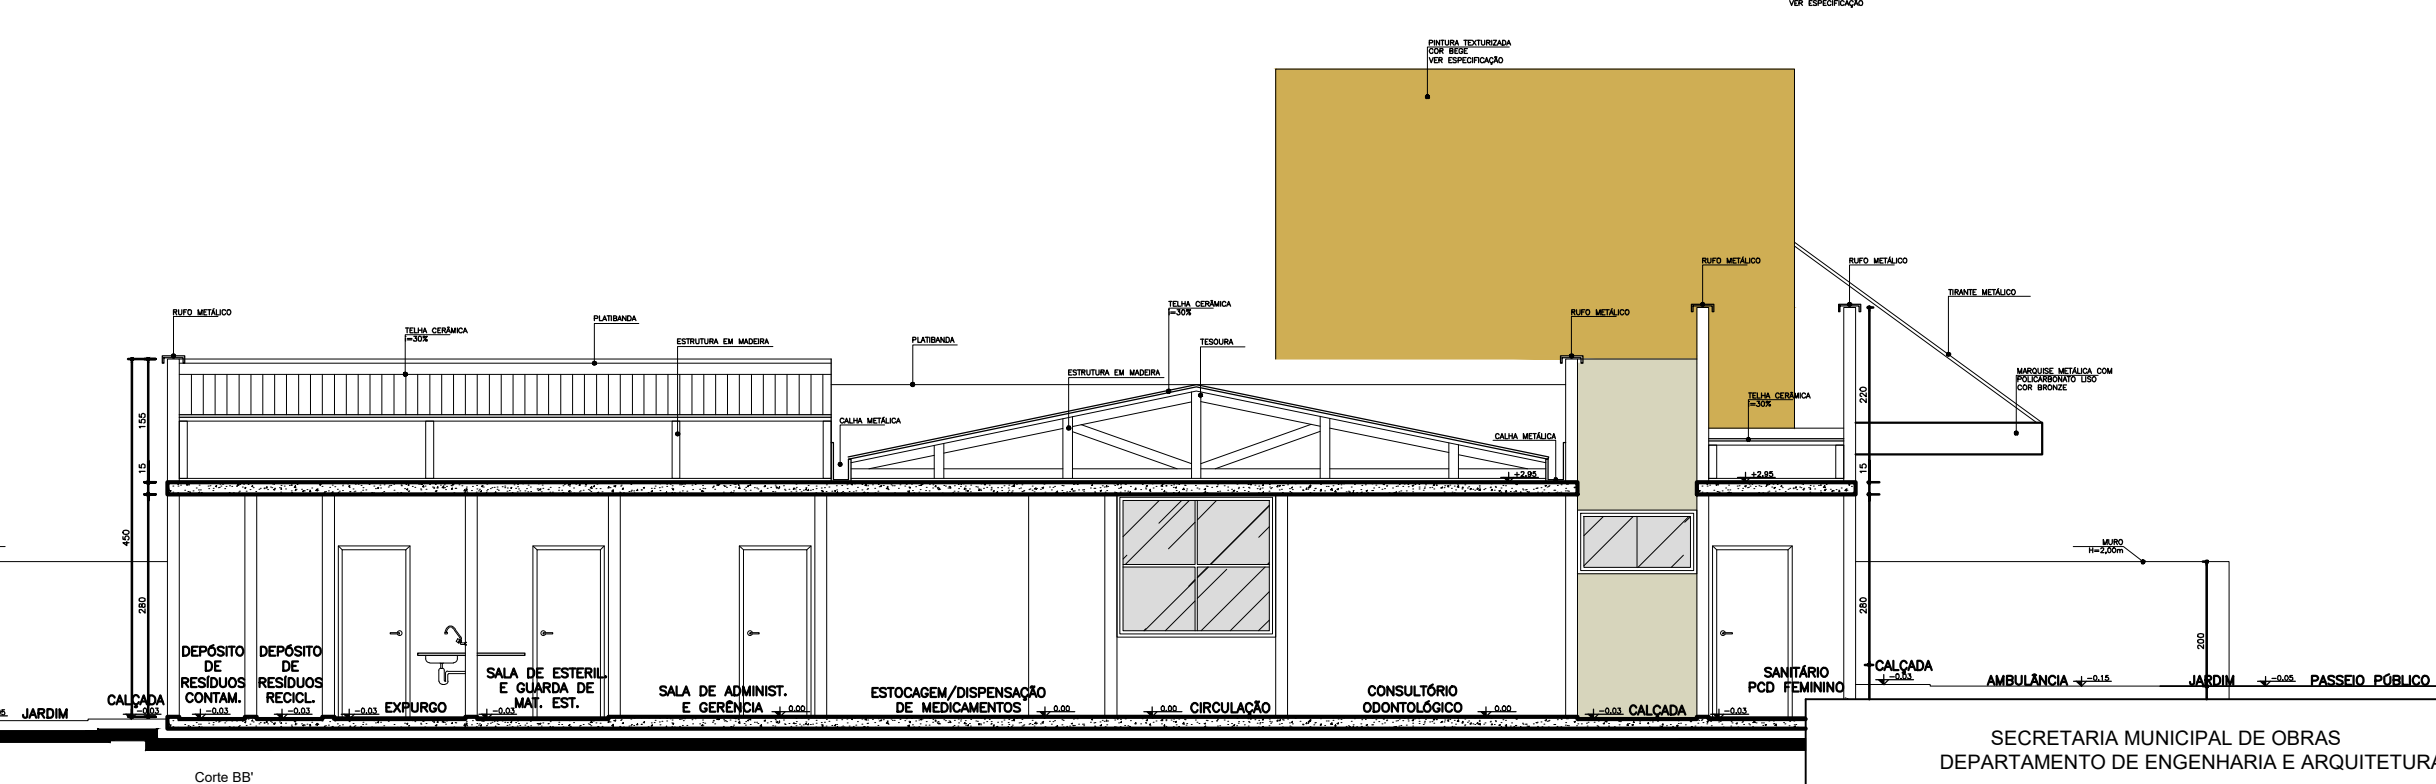 VER ESPECIFICAÇÃO
PINTURA TEXTURIZADA
COR BEGE
VER ESPECIFICAÇÃO
RUFO METÁLICO
RUFO METÁLICO
TIRANTE METÁLICO
RUFO METÁLICO
TELHA CERÂMICA
i=30%
PLATIBANDA
ESTRUTURA EM MADEIRA
PLATIBANDA
TELHA CERÂMICA
i=30%
TESOURA
ESTRUTURA EM MADEIRA
RUFO METÁLICO
MARQUISE METÁLICA COM
POLICARBONATO LISO
COR BRONZE
TELHA CERÂMICA
i=30%
CALHA METÁLICA
CALHA METÁLICA
+2.95
+2.95
155
15
450
280
220
15
280
MURO
H=2,00m
200
DEPÓSITO
DE
RESÍDUOS
CONTAM.
-0.03
DEPÓSITO
DE
RESÍDUOS
RECICL.
-0.03
JARDIM
CALÇADA
-0.03
-0.03 EXPURGO
SALA DE ESTERIL.
E GUARDA DE
MAT. EST.
-0.03
SALA DE ADMINIST.
E GERÊNCIA 0.00
ESTOCAGEM/DISPENSAÇÃO
DE MEDICAMENTOS 0.00
0.00 CIRCULAÇÃO
CONSULTÓRIO
ODONTOLÓGICO 0.00
-0.03 CALÇADA
SANITÁRIO
PCD FEMININO
-0.03
CALÇADA
-0.03
AMBULÂNCIA -0.15
JARDIM -0.05
PASSEIO PÚBLICO
SECRETARIA MUNICIPAL DE OBRAS
DEPARTAMENTO DE ENGENHARIA E ARQUITETURA
Corte BB'